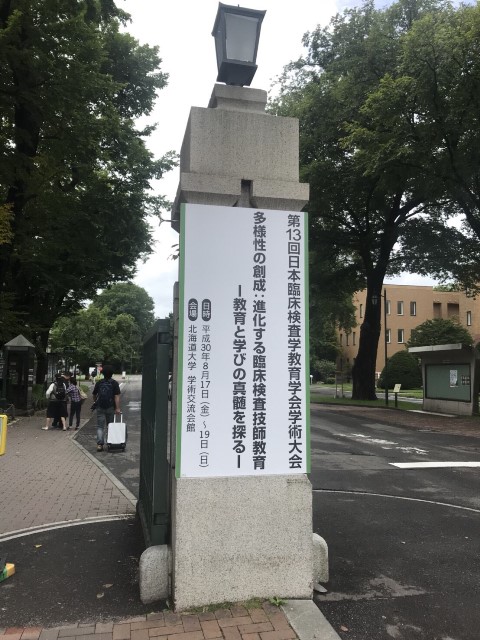 第13回日本臨床検査学教育学会学術大会
多様性の創成：進化する臨床検査技師教育
ー教育と学びの真髄を探るー
日時 平成30年8月17日（金）～19日（日）
会場 北海道大学 学術交流会館